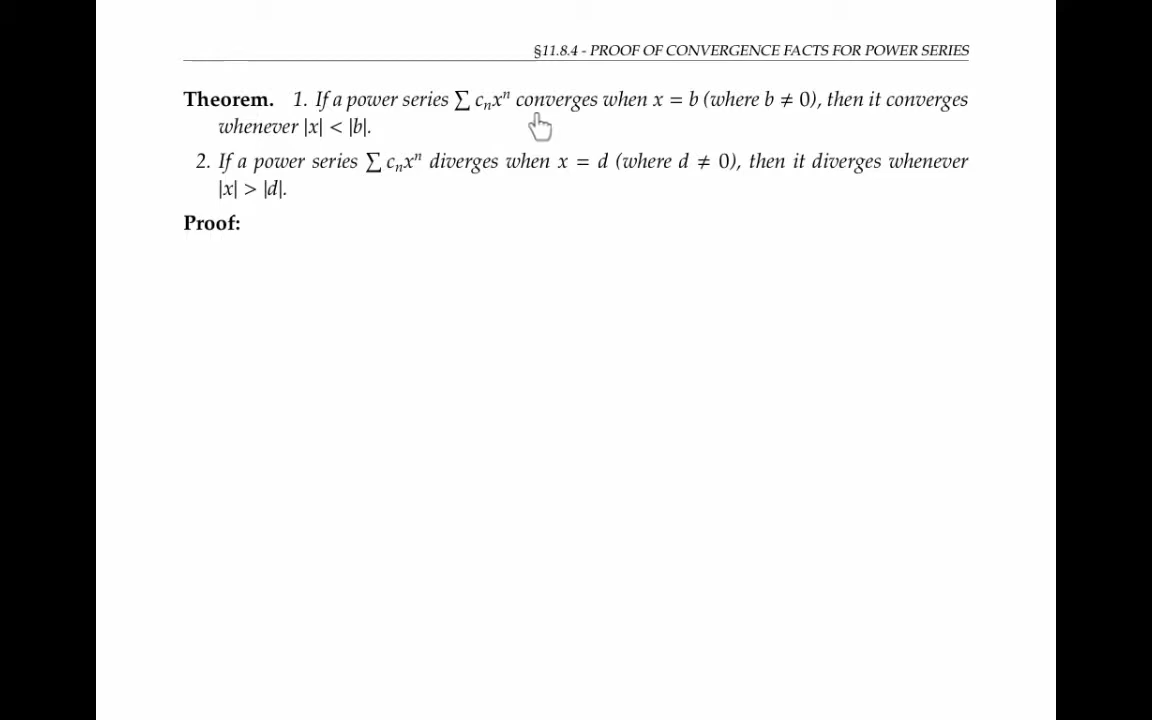 §11.8.4 - PROOF OF CONVERGENCE FACTS FOR POWER SERIES
Theorem. 1. If a power series ∑ cₙxⁿ converges when x = b (where b ≠ 0), then it converges
whenever |x| < |b|.
2. If a power series ∑ cₙxⁿ diverges when x = d (where d ≠ 0), then it diverges whenever
|x| > |d|.
Proof: